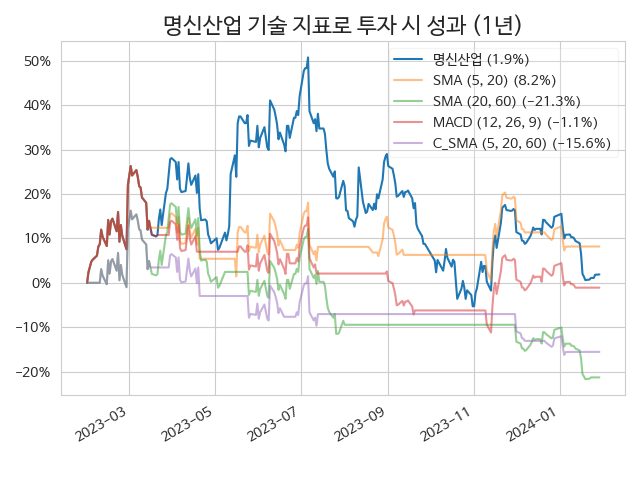 명신산업 기술 지표로 투자 시 성과 (1년)
50%
40%
30%
20%
10%
0%
−10%
−20%
명신산업 (1.9%)
SMA (5, 20) (8.2%)
SMA (20, 60) (−21.3%)
MACD (12, 26, 9) (−1.1%)
C_SMA (5, 20, 60) (−15.6%)
2023−03
2023−05
2023−07
2023−09
2023−11
2024−01